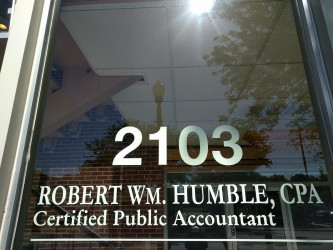 2103
ROBERT WM. HUMBLE, CPA
Certified Public Accountant